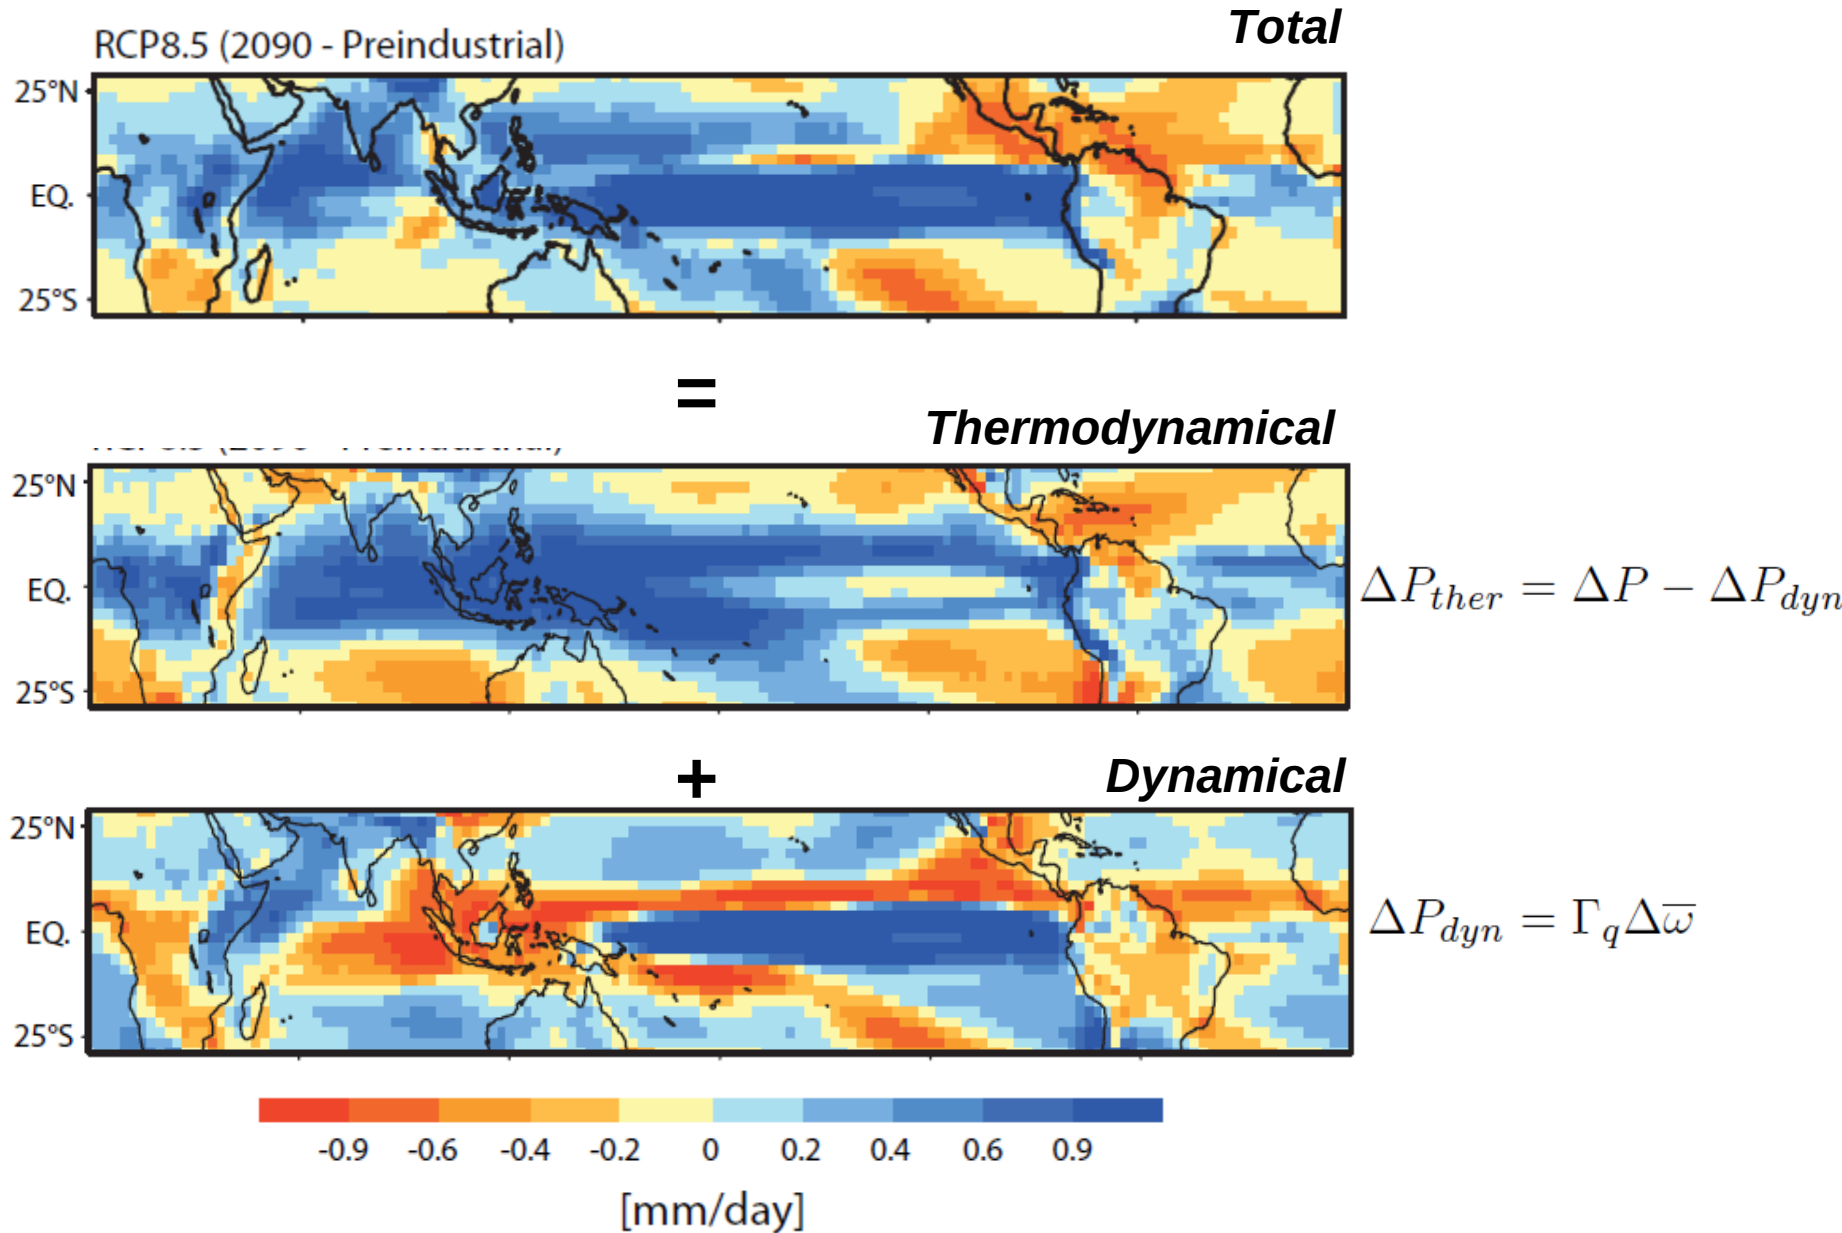 Total
RCP8.5 (2090 - Preindustrial)
25°N
EQ.
25°S
=
Thermodynamical
25°N
EQ.
25°S
ΔP_ther = ΔP − ΔP_dyn
+
Dynamical
25°N
EQ.
25°S
ΔP_dyn = Γ_qΔω̅
-0.9 -0.6 -0.4 -0.2 0 0.2 0.4 0.6 0.9
[mm/day]